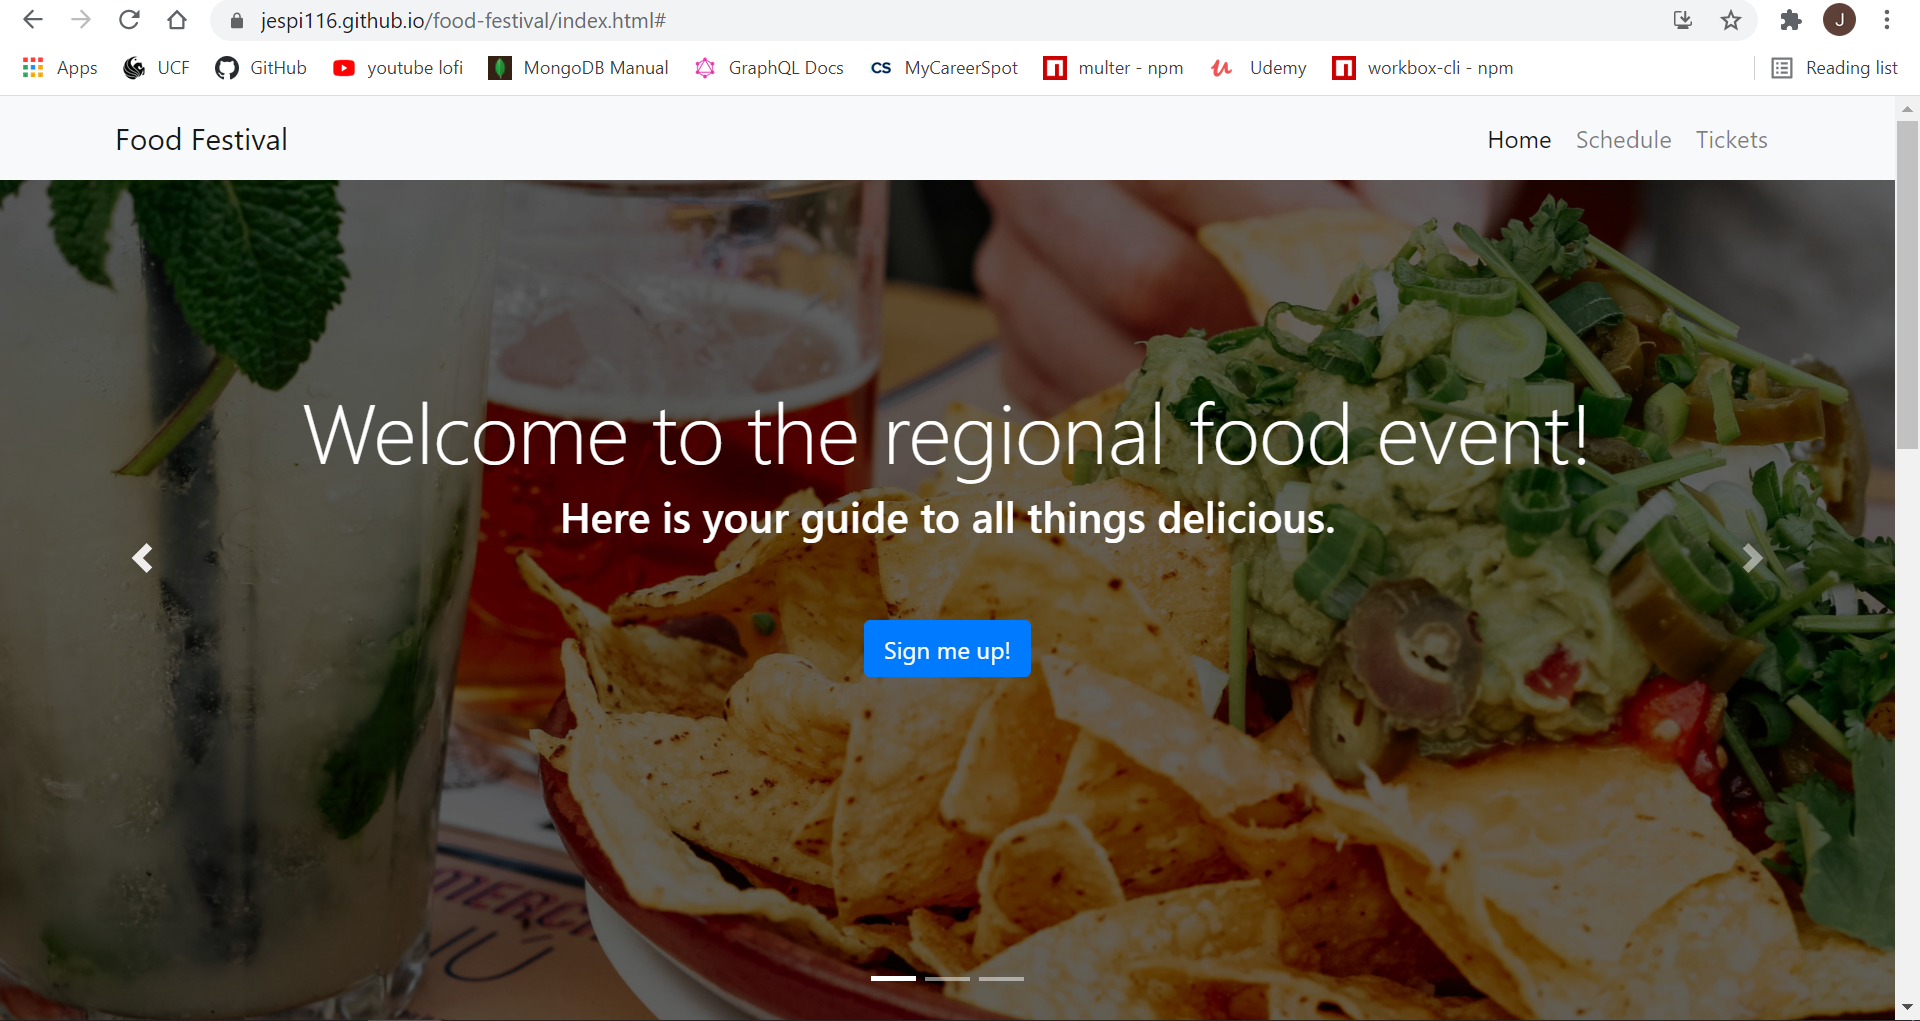 jespi116.github.io/food-festival/index.html#
J
Apps UCF GitHub youtube lofi MongoDB Manual GraphQL Docs CS MyCareerSpot multer - npm Udemy workbox-cli - npm Reading list
Food Festival Home Schedule Tickets
Welcome to the regional food event!
Here is your guide to all things delicious.
Sign me up!